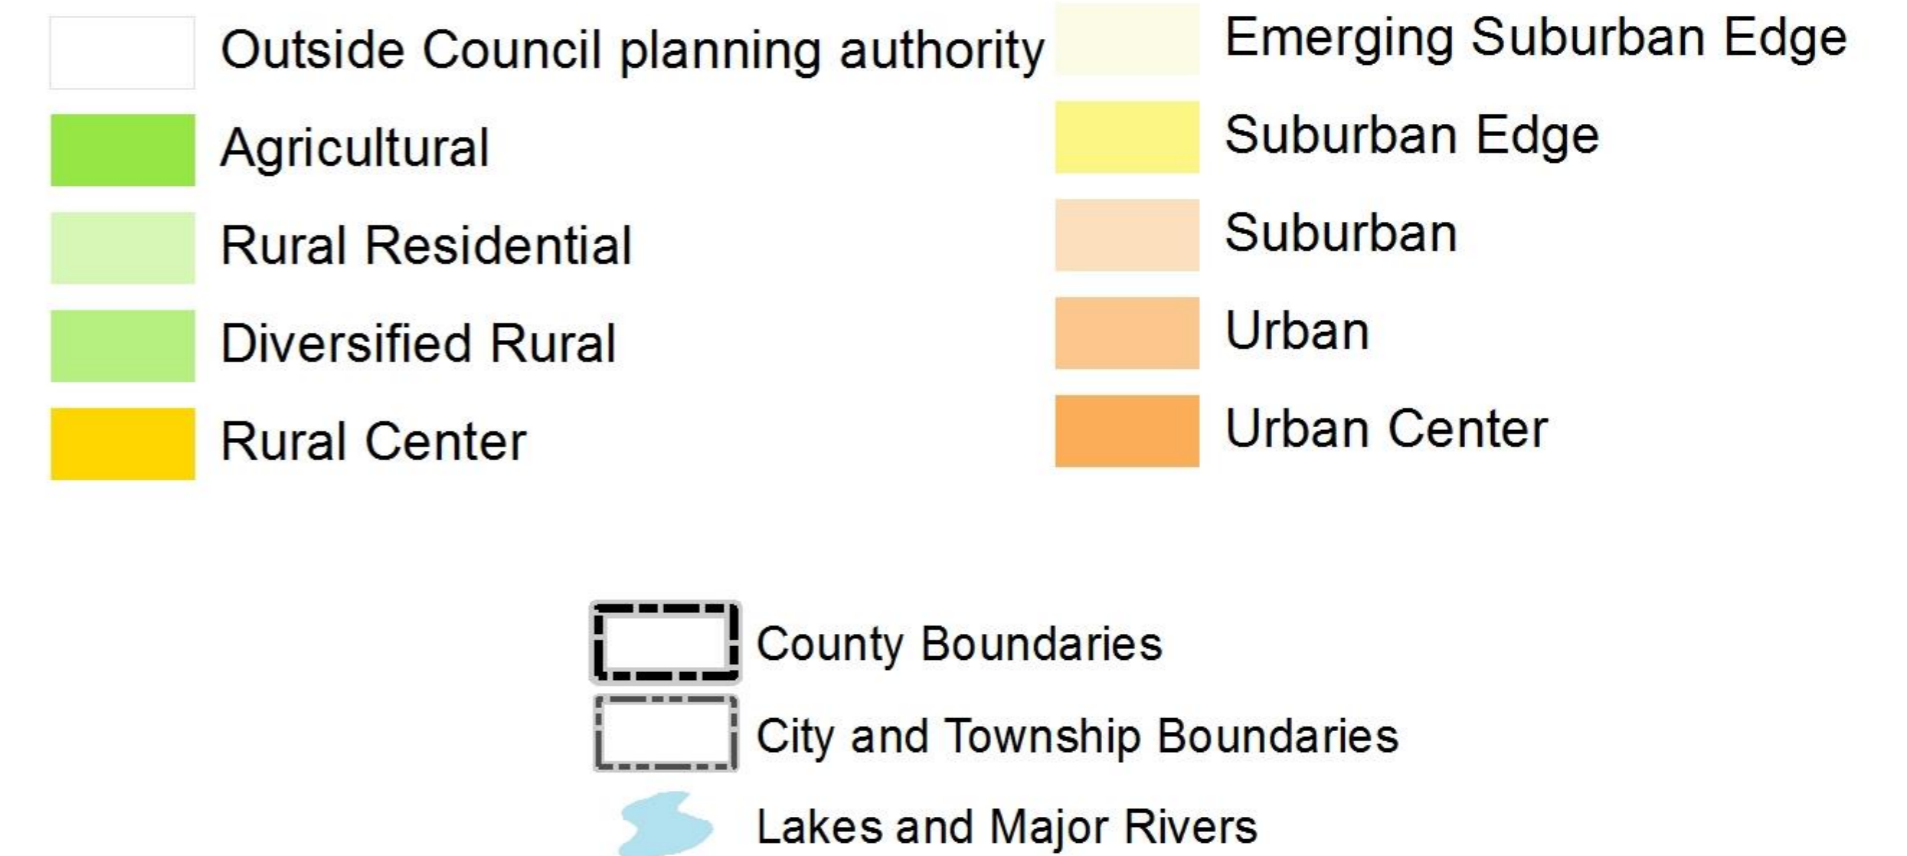 Outside Council planning authority
Agricultural
Rural Residential
Diversified Rural
Rural Center
Emerging Suburban Edge
Suburban Edge
Suburban
Urban
Urban Center
County Boundaries
City and Township Boundaries
Lakes and Major Rivers